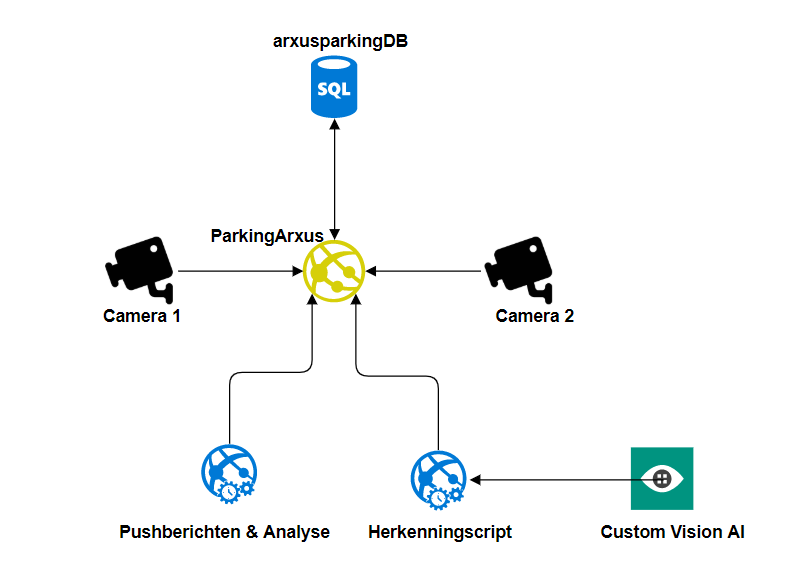 arxusparkingDB
SQL
ParkingArxus
Camera 1
Camera 2
Pushberichten & Analyse
Herkenningscript
Custom Vision AI